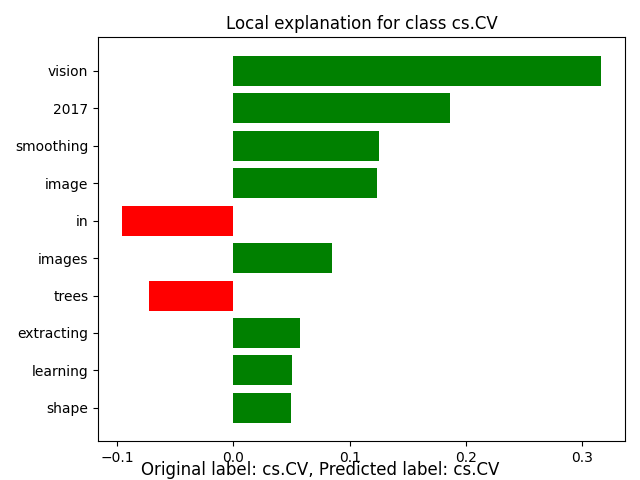 Local explanation for class cs.CV
vision
2017
smoothing
image
in
images
trees
extracting
learning
shape
−0.1 0.0 0.1 0.2 0.3
Original label: cs.CV, Predicted label: cs.CV